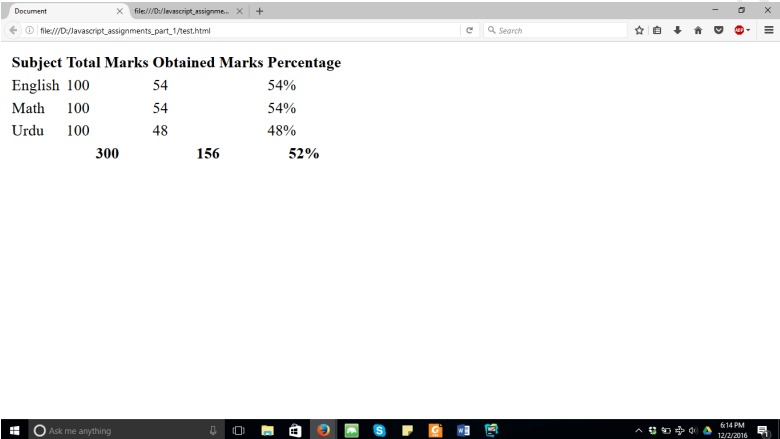 Document
file:///D:/Javascript_assignme...
file:///D:/Javascript_assignments_part_1/test.html
Search
ABP
Subject Total Marks Obtained Marks Percentage
English 100 54 54%
Math 100 54 54%
Urdu 100 48 48%
300 156 52%
Ask me anything
6:14 PM
12/2/2016